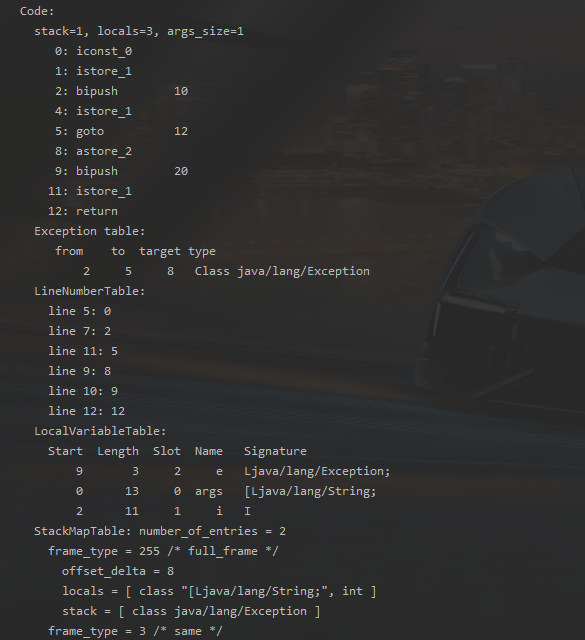 Code:
stack=1, locals=3, args_size=1
0: iconst_0
1: istore_1
2: bipush 10
4: istore_1
5: goto 12
8: astore_2
9: bipush 20
11: istore_1
12: return
Exception table:
from to target type
2 5 8 Class java/lang/Exception
LineNumberTable:
line 5: 0
line 7: 2
line 11: 5
line 9: 8
line 10: 9
line 12: 12
LocalVariableTable:
Start Length Slot Name Signature
9 3 2 e Ljava/lang/Exception;
0 13 0 args [Ljava/lang/String;
2 11 1 i I
StackMapTable: number_of_entries = 2
frame_type = 255 /* full_frame */
offset_delta = 8
locals = [ class "[Ljava/lang/String;", int ]
stack = [ class java/lang/Exception ]
frame_type = 3 /* same */